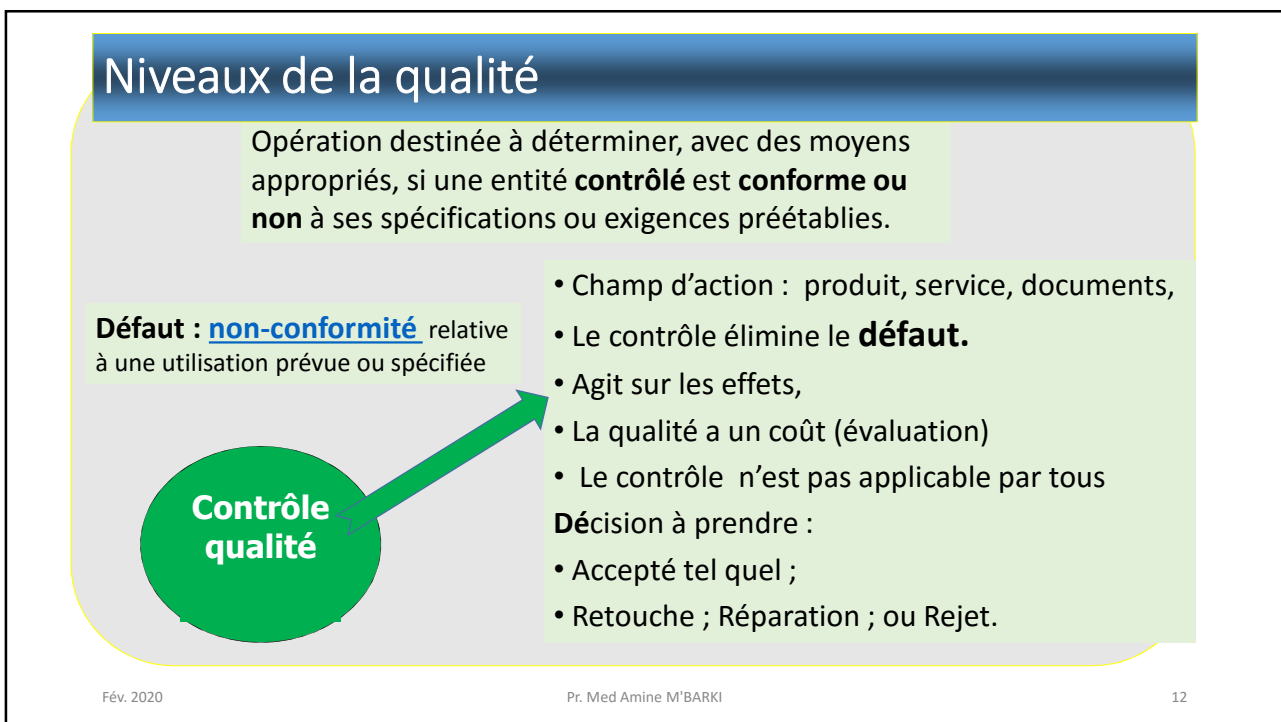 Niveaux de la qualité
Opération destinée à déterminer, avec des moyens
appropriés, si une entité contrôlé est conforme ou
non à ses spécifications ou exigences préétablies.
Défaut : non-conformité relative
à une utilisation prévue ou spécifiée
Contrôle
qualité
• Champ d’action : produit, service, documents,
• Le contrôle élimine le défaut.
• Agit sur les effets,
• La qualité a un coût (évaluation)
• Le contrôle n’est pas applicable par tous
Décision à prendre :
• Accepté tel quel ;
• Retouche ; Réparation ; ou Rejet.
Fév. 2020
Pr. Med Amine M'BARKI
12